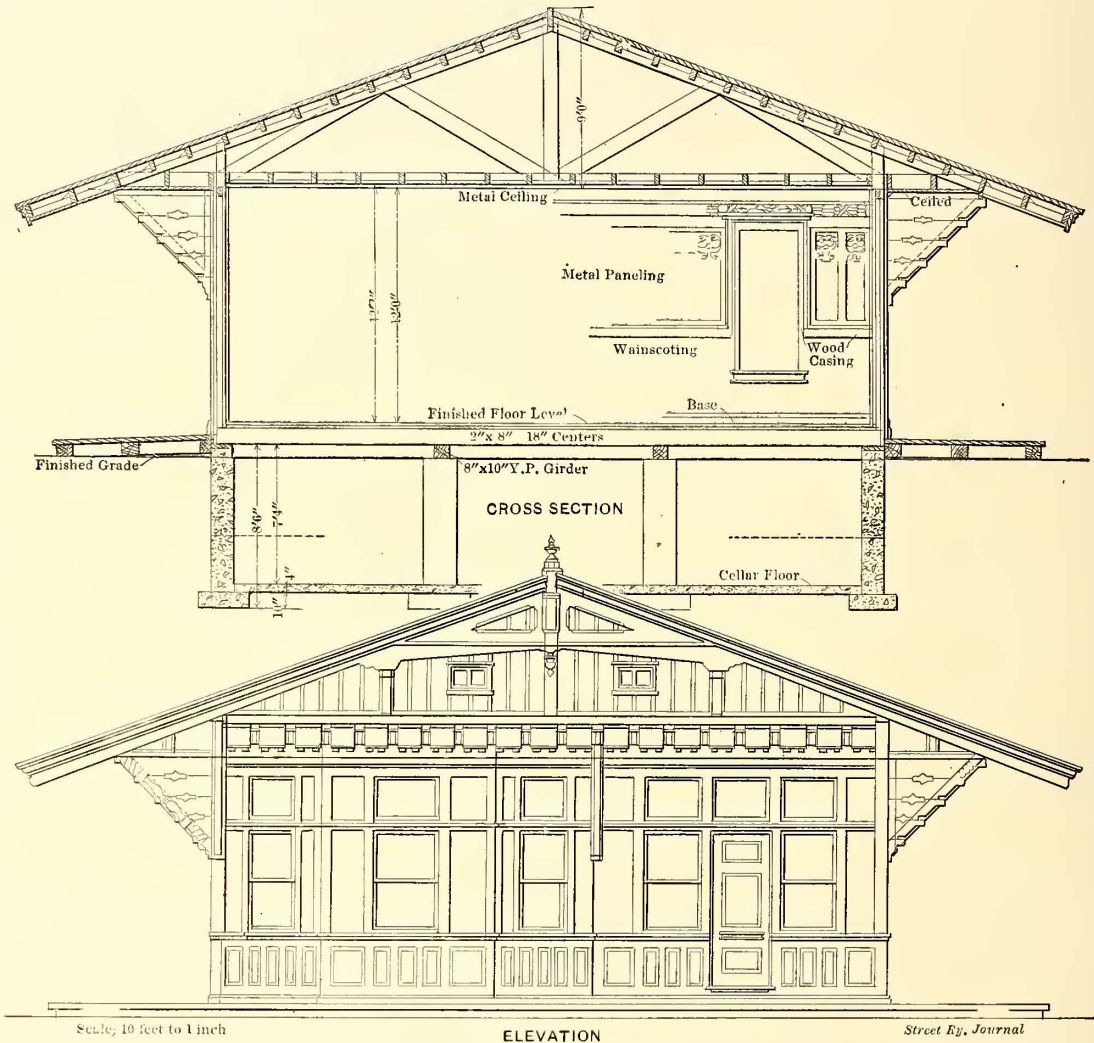 9'0"
Metal Ceiling
Ceiled
Metal Paneling
12'0"
Wainscoting
Wood
Casing
Base
Finished Floor Level
2"x 8" 18" Centers
Finished Grade
8"x10" Y.P. Girder
CROSS SECTION
8'6"
7'4"
4"
10"
Cellar Floor
Scale; 10 feet to 1 inch
ELEVATION
Street Ry. Journal